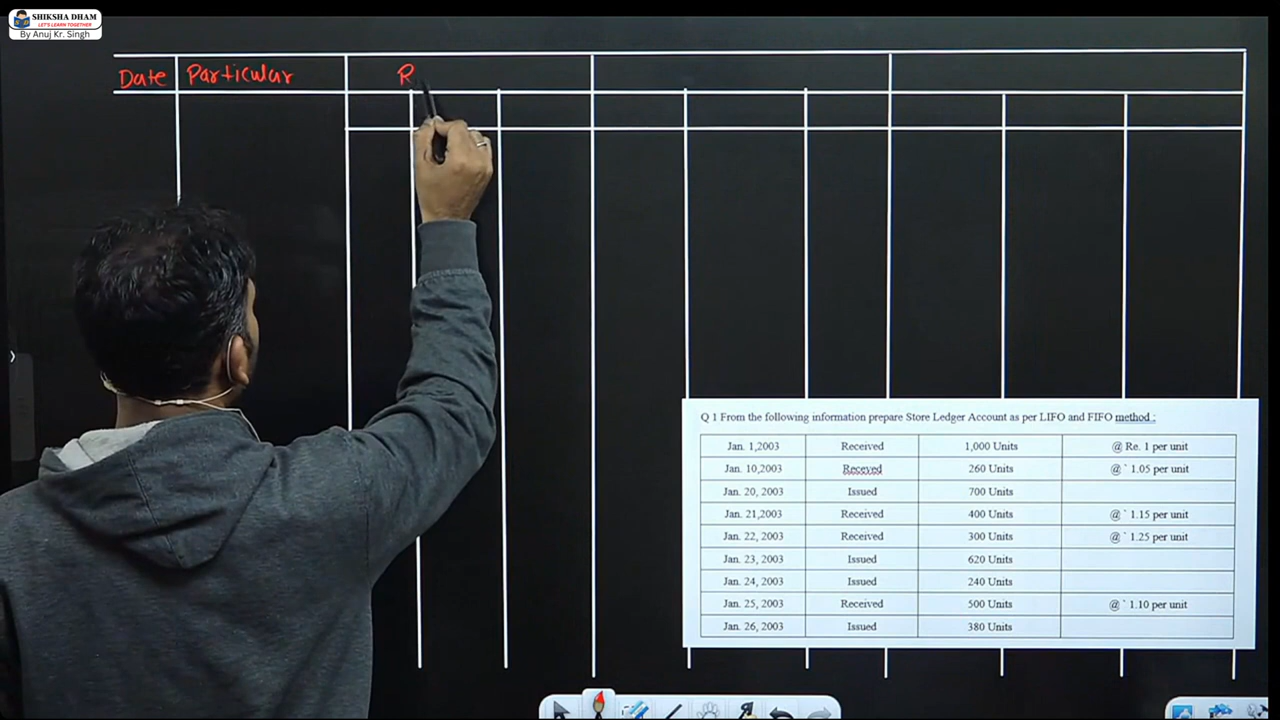 SHIKSHA DHAM
LET'S LEARN TOGETHER
By Anuj Kr. Singh
Date Particular R
Q 1 From the following information prepare Store Ledger Account as per LIFO and FIFO method ;
Jan. 1,2003 Received 1,000 Units @ Re. 1 per unit
Jan. 10,2003 Receved 260 Units @ ` 1.05 per unit
Jan. 20, 2003 Issued 700 Units
Jan. 21,2003 Received 400 Units @ ` 1.15 per unit
Jan. 22, 2003 Received 300 Units @ ` 1.25 per unit
Jan. 23, 2003 Issued 620 Units
Jan. 24, 2003 Issued 240 Units
Jan. 25, 2003 Received 500 Units @ ` 1.10 per unit
Jan. 26, 2003 Issued 380 Units